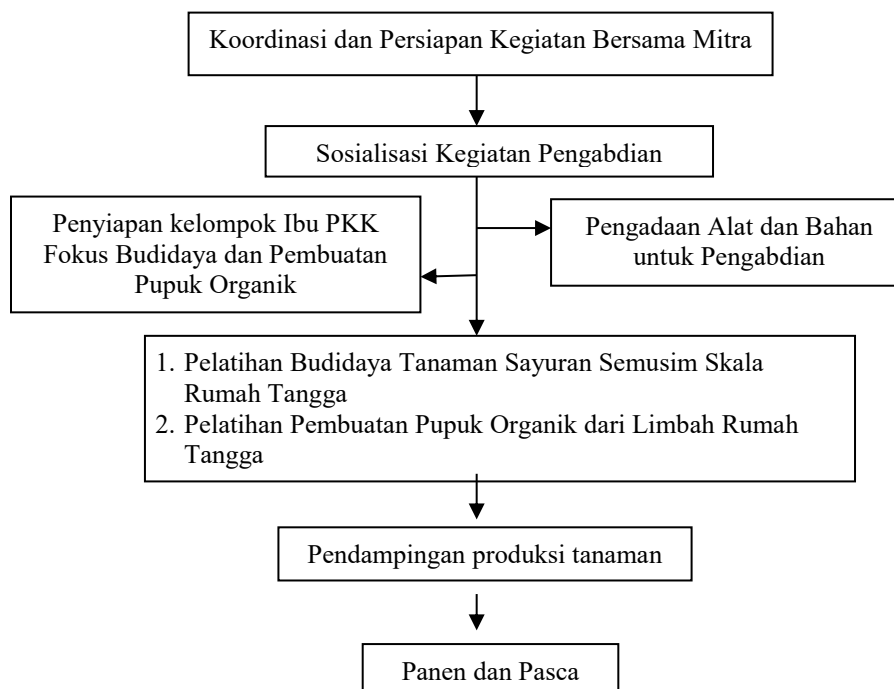 Koordinasi dan Persiapan Kegiatan Bersama Mitra
Sosialisasi Kegiatan Pengabdian
Penyiapan kelompok Ibu PKK
Fokus Budidaya dan Pembuatan
Pupuk Organik
Pengadaan Alat dan Bahan
untuk Pengabdian
1. Pelatihan Budidaya Tanaman Sayuran Semusim Skala
Rumah Tangga
2. Pelatihan Pembuatan Pupuk Organik dari Limbah Rumah
Tangga
Pendampingan produksi tanaman
Panen dan Pasca